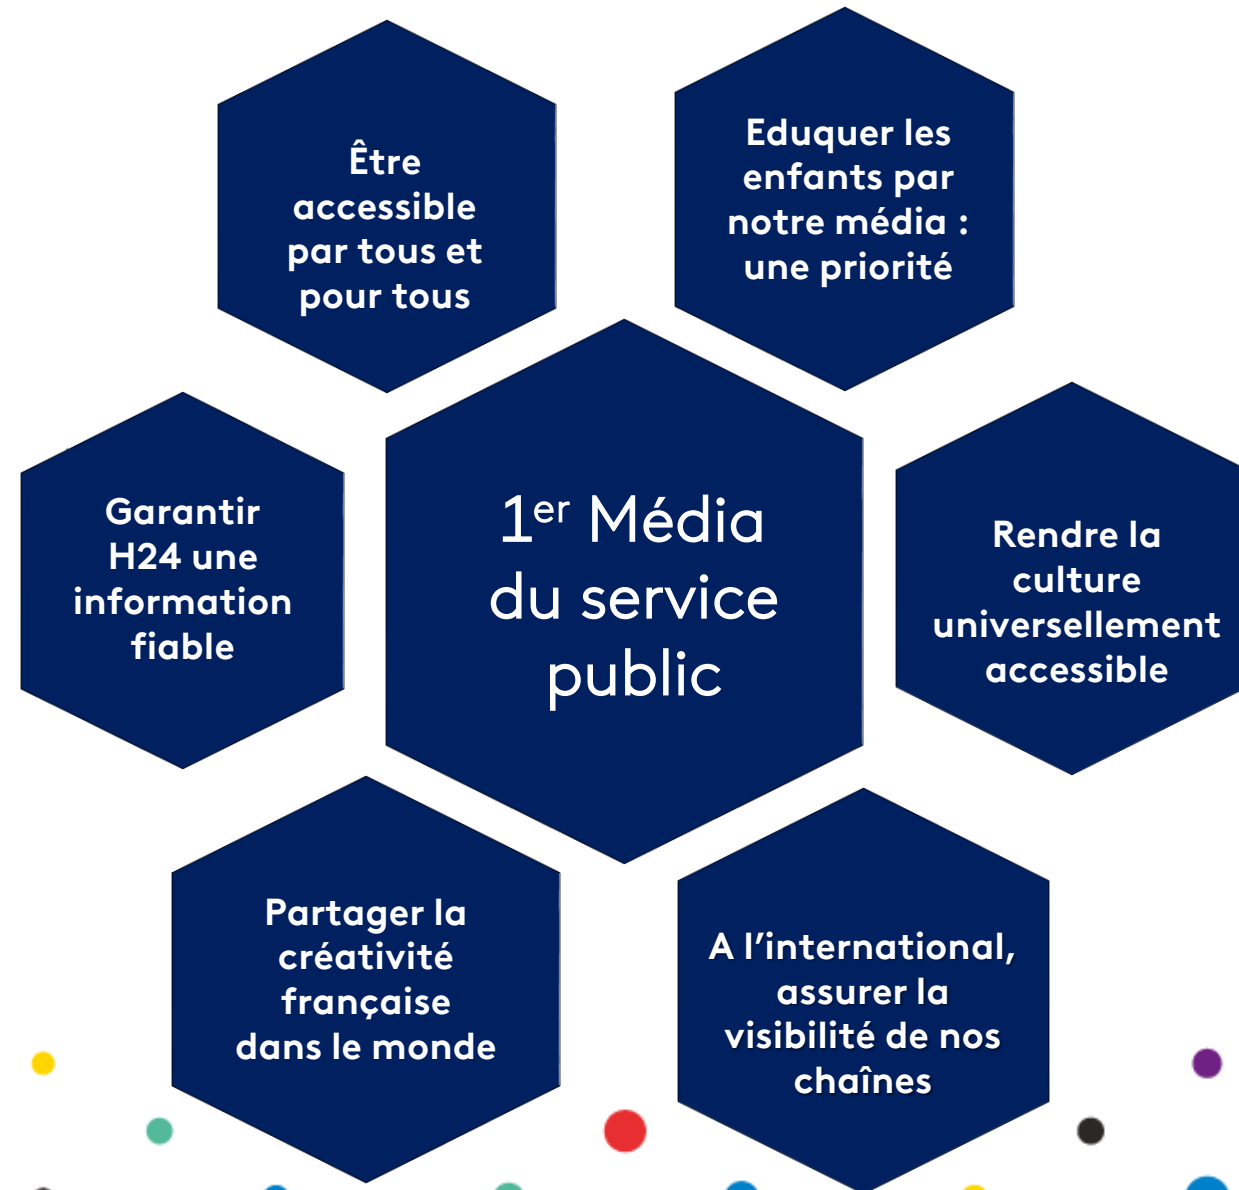 Être
accessible
par tous et
pour tous
Eduquer les
enfants par
notre média :
une priorité
Garantir
H24 une
information
fiable
1er Média
du service
public
Rendre la
culture
universellement
accessible
Partager la
créativité
française
dans le monde
A l’international,
assurer la
visibilité de nos
chaînes